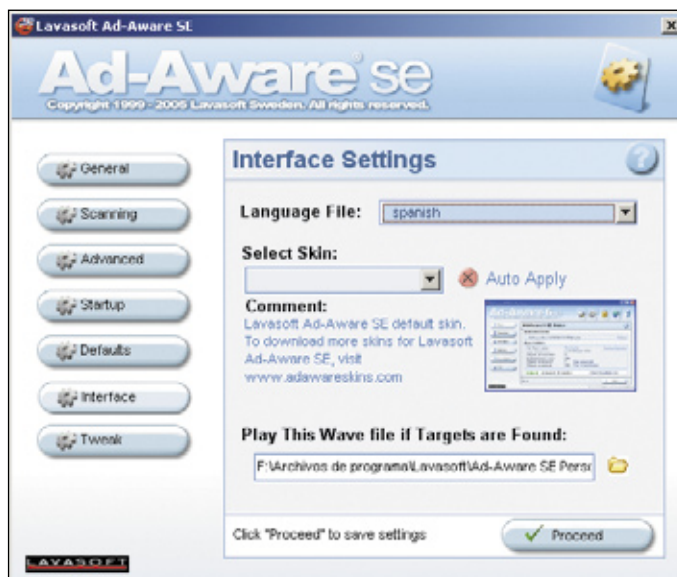 Lavasoft Ad-Aware SE
Ad-Aware® se
Copyright 1999 - 2005 Lavasoft Sweden. All rights reserved.
General
Scanning
Advanced
Startup
Defaults
Interface
Tweak
LAVASOFT
Interface Settings
?
Language File: spanish
Select Skin:
Auto Apply
Comment:
Lavasoft Ad-Aware SE default skin.
To download more skins for Lavasoft
Ad-Aware SE, visit
www.adawareskins.com
Play This Wave file if Targets are Found:
F:\Archivos de programa\Lavasoft\Ad-Aware SE Perso
Click "Proceed" to save settings
Proceed